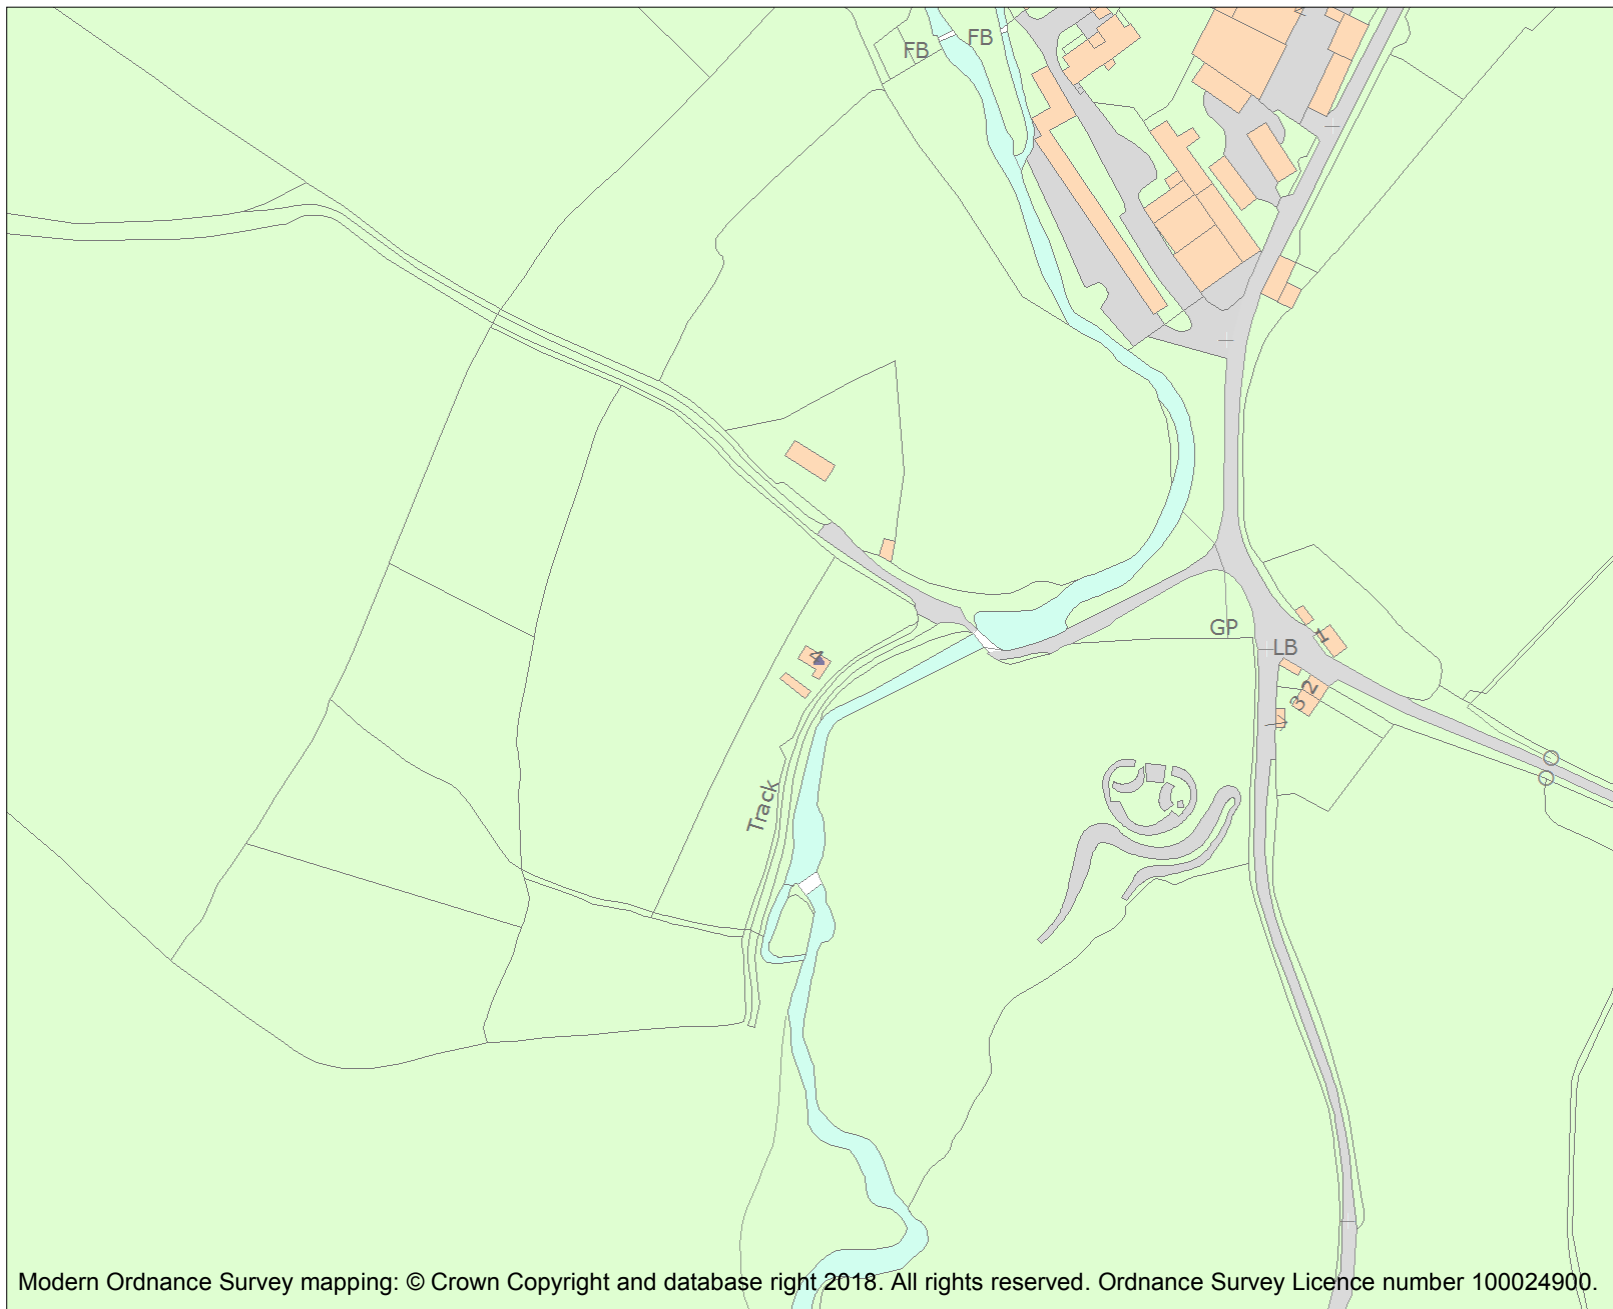 FB
FB
GP
LB
1
2
3
4
Track
Modern Ordnance Survey mapping: © Crown Copyright and database right 2018. All rights reserved. Ordnance Survey Licence number 100024900.